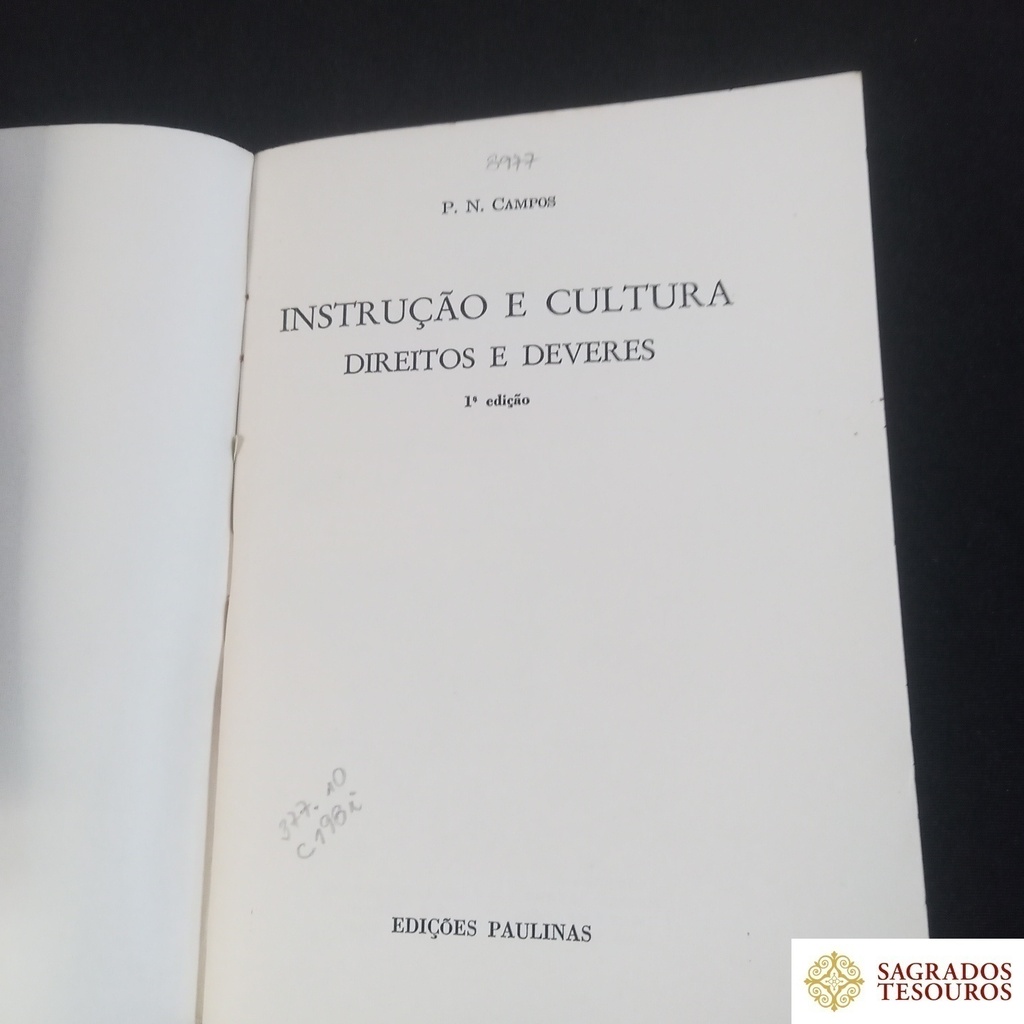 8977
P. N. CAMPOS
INSTRUÇÃO E CULTURA
DIREITOS E DEVERES
1ª edição
377.10
C198i
EDIÇÕES PAULINAS
SAGRADOS
TESOUROS